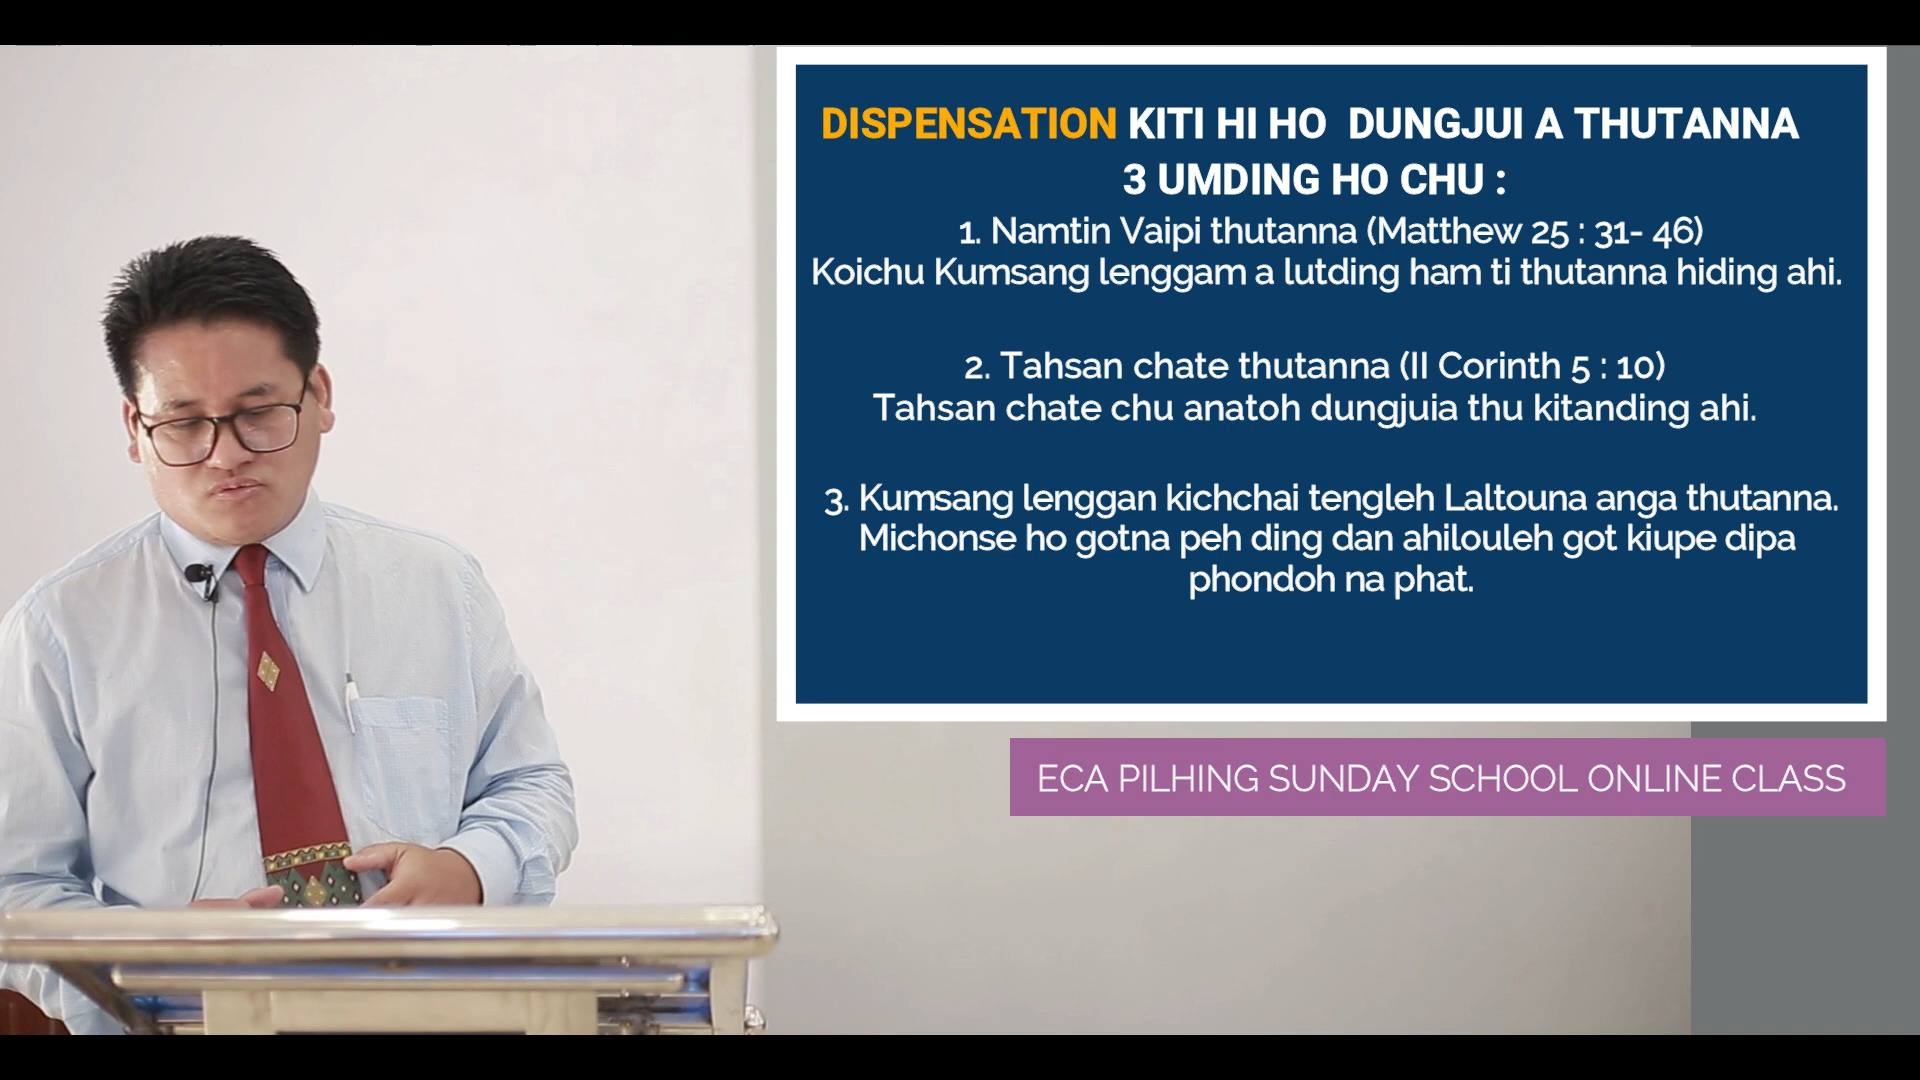 DISPENSATION KITI HI HO DUNGJUI A THUTANNA
3 UMDING HO CHU :
1. Namtin Vaipi thutanna (Matthew 25 : 31- 46)
Koichu Kumsang lenggam a lutding ham ti thutanna hiding ahi.
2. Tahsan chate thutanna (II Corinth 5 : 10)
Tahsan chate chu anatoh dungjuia thu kitanding ahi.
3. Kumsang lenggan kichchai tengleh Laltouna anga thutanna.
Michonse ho gotna peh ding dan ahilouleh got kiupe dipa
phondoh na phat.
ECA PILHING SUNDAY SCHOOL ONLINE CLASS